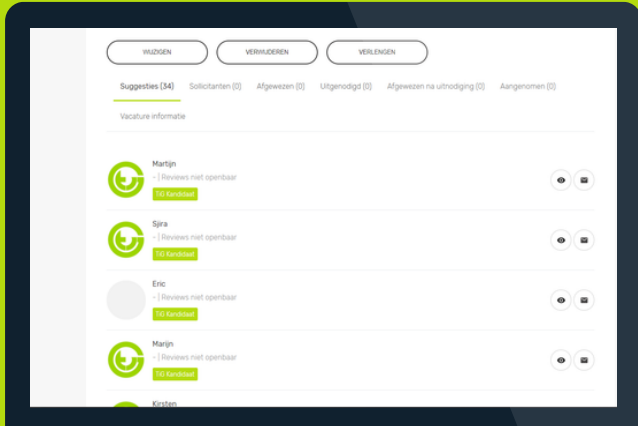 WIJZIGEN VERWIJDEREN VERLENGEN
Suggesties (34) Sollicitanten (0) Afgewezen (0) Uitgenodigd (0) Afgewezen na uitnodiging (0) Aangenomen (0)
Vacature informatie
Martijn
- | Reviews niet openbaar
TIG Kandidaat
Sjira
- | Reviews niet openbaar
TIG Kandidaat
Eric
- | Reviews niet openbaar
TIG Kandidaat
Marijn
- | Reviews niet openbaar
TIG Kandidaat
Kirsten